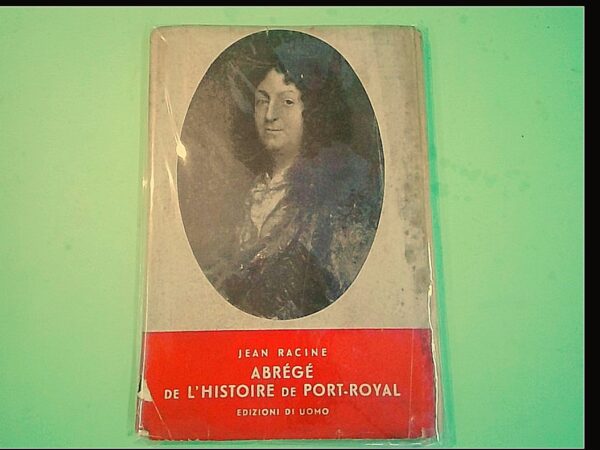 JEAN RACINE
ABRÉGÉ
DE L'HISTOIRE DE PORT-ROYAL
EDIZIONI DI UOMO